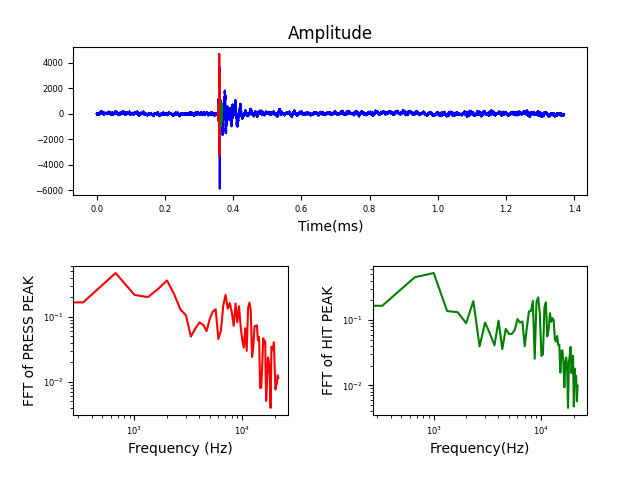 Amplitude
4000
2000
0
−2000
−4000
−6000
0.0 0.2 0.4 0.6 0.8 1.0 1.2 1.4
Time(ms)
FFT of PRESS PEAK
10⁻¹
10⁻²
10³ 10⁴
Frequency (Hz)
FFT of HIT PEAK
10⁻¹
10⁻²
10³ 10⁴
Frequency(Hz)